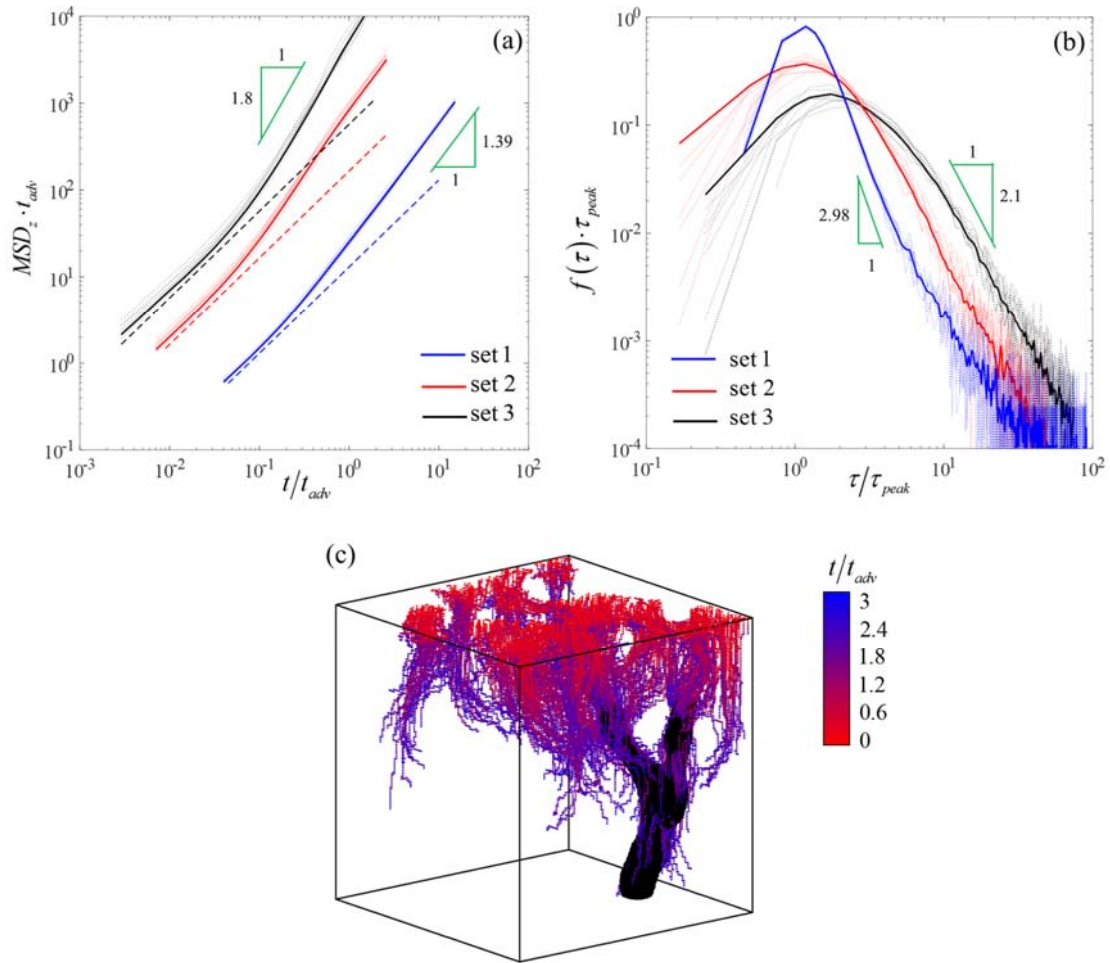 (a)
10^4
10^3
10^2
10^1
10^0
10^-1
MSD_z · t_adv
1
1.8
1.39
1
set 1
set 2
set 3
10^-3
10^-2
10^-1
10^0
10^1
10^2
t/t_adv
(b)
10^0
10^-1
10^-2
10^-3
10^-4
f(τ)·τ_peak
1
2.1
2.98
1
set 1
set 2
set 3
10^-1
10^0
10^1
10^2
τ/τ_peak
(c)
t/t_adv
3
2.4
1.8
1.2
0.6
0